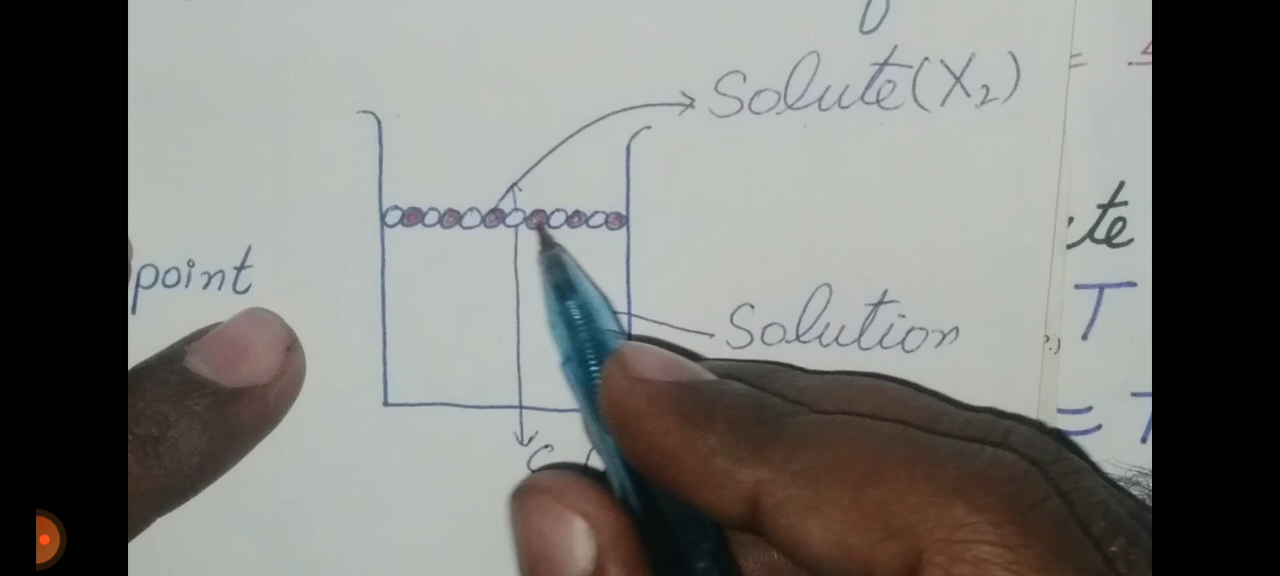 Solute (X₂)
te
point
T
Solution
= T